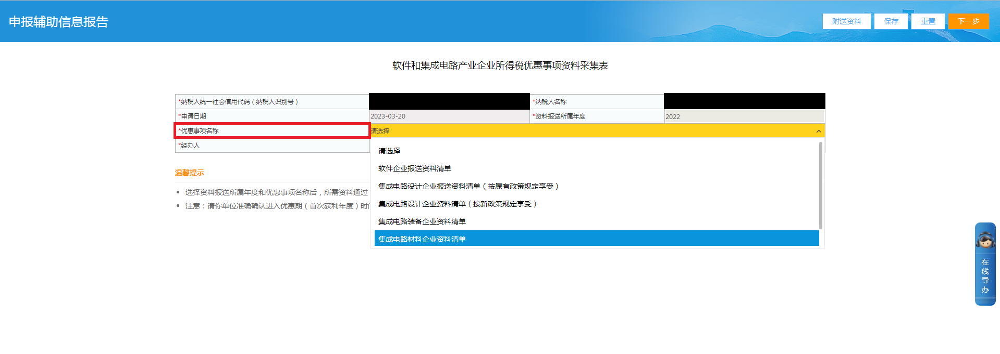 申报辅助信息报告
附送资料
保存
重置
下一步
软件和集成电路产业企业所得税优惠事项资料采集表
*纳税人统一社会信用代码（纳税人识别号）
*纳税人名称
*申请日期
2023-03-20
*资料报送所属年度
2022
*优惠事项名称
请选择
*经办人
请选择
软件企业报送资料清单
集成电路设计企业报送资料清单（按原有政策规定享受）
集成电路设计企业资料清单（按新政策规定享受）
集成电路装备企业资料清单
集成电路材料企业资料清单
温馨提示
选择资料报送所属年度和优惠事项名称后，所需资料通过
注意：请你单位准确确认进入优惠期（首次获利年度）时
在线导办